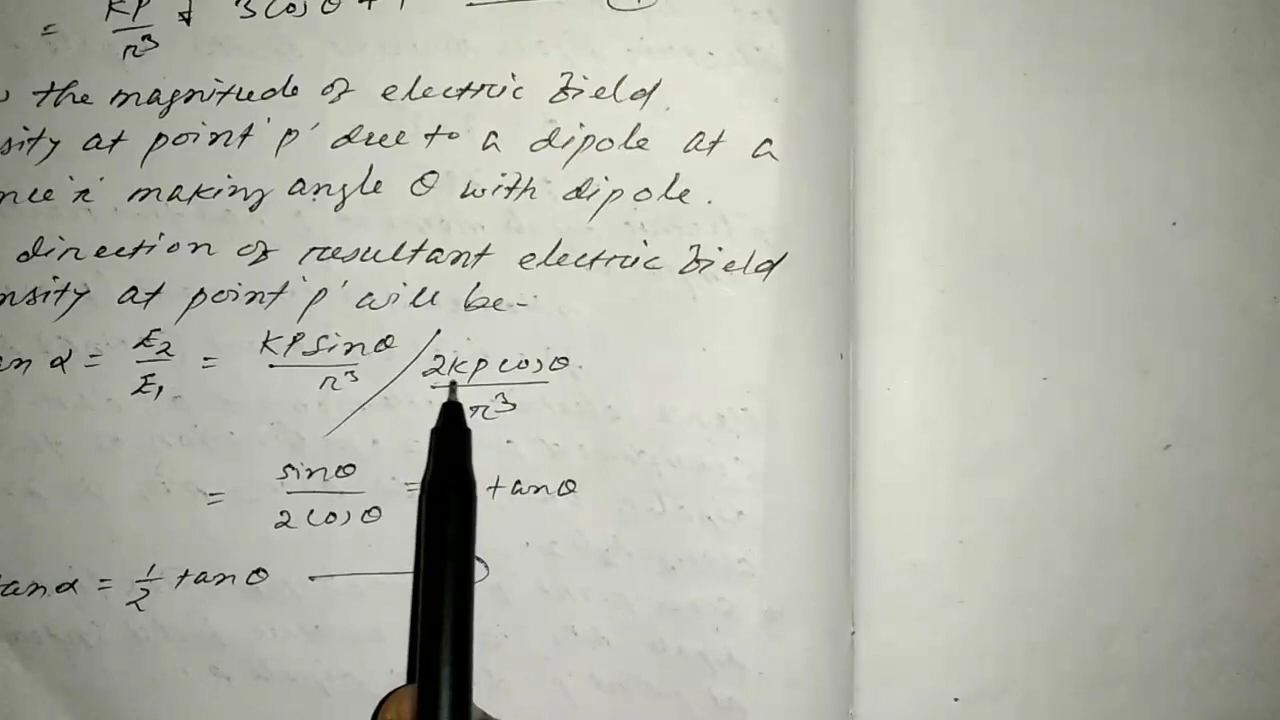 = KP/r³ √ 3cos θ + 1
the magnitude of electric field.
sity at point 'p' due to a dipole at a
nce 'r' making angle θ with dipole.
direction of resultant electric field
nsity at point 'p' will be-
an α = E₂/E₁ = KPsinθ/r³ / 2KPcosθ/r³
= sinθ/2cosθ = tanθ
tanα = 1/2 tanθ